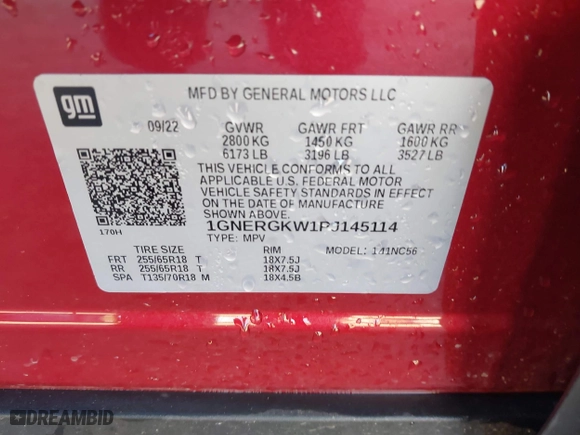 gm
MFD BY GENERAL MOTORS LLC
09/22 GVWR GAWR FRT GAWR RR
2800 KG 1450 KG 1600 KG
6173 LB 3196 LB 3527 LB
THIS VEHICLE CONFORMS TO ALL
APPLICABLE U.S. FEDERAL MOTOR
VEHICLE SAFETY STANDARDS IN EFFECT
ON THE DATE OF MANUFACTURE
SHOWN ABOVE.
170H
1GNERGKW1PJ145114
TYPE: MPV MODEL: 141NC56
TIRE SIZE RIM
FRT 255/65R18 T 18X7.5J
RR 255/65R18 T 18X7.5J
SPA T135/70R18 M 18X4.5B
DREAMBID